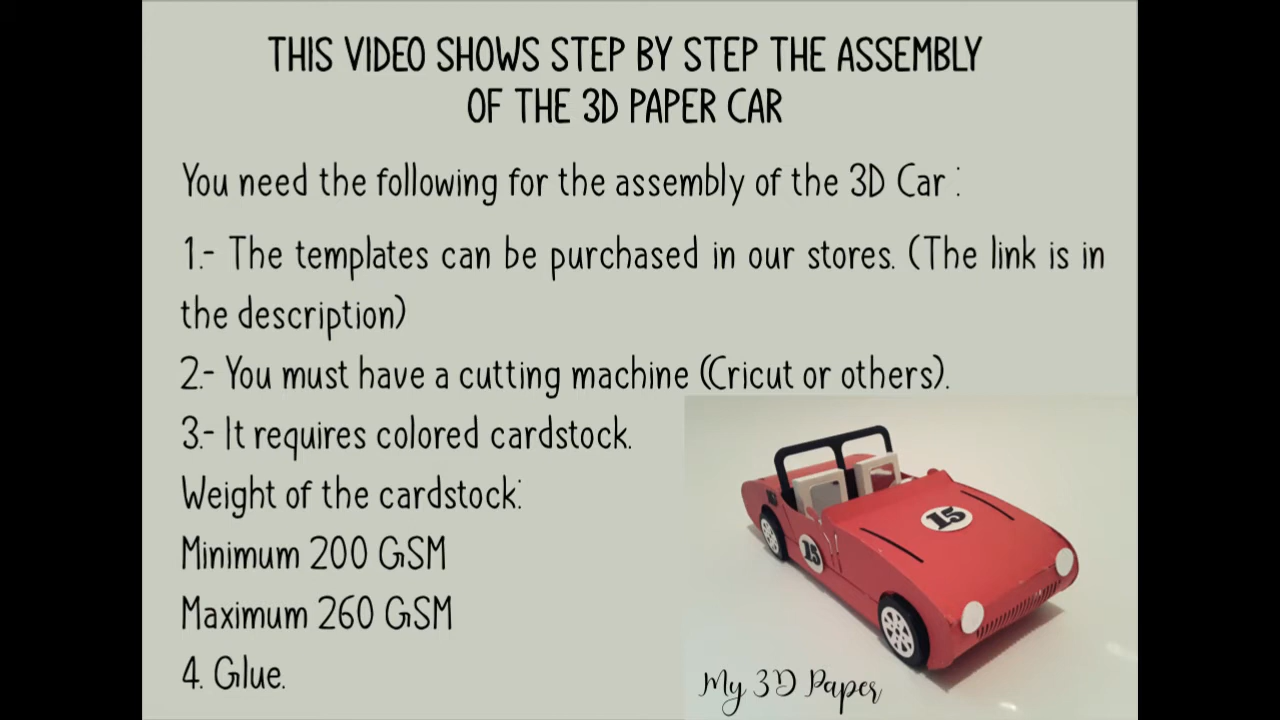 THIS VIDEO SHOWS STEP BY STEP THE ASSEMBLY
OF THE 3D PAPER CAR
You need the following for the assembly of the 3D Car :
1.- The templates can be purchased in our stores. (The link is in
the description)
2.- You must have a cutting machine (Cricut or others).
3.- It requires colored cardstock.
Weight of the cardstock:
Minimum 200 GSM
Maximum 260 GSM
4. Glue.
15
15
My 3D Paper